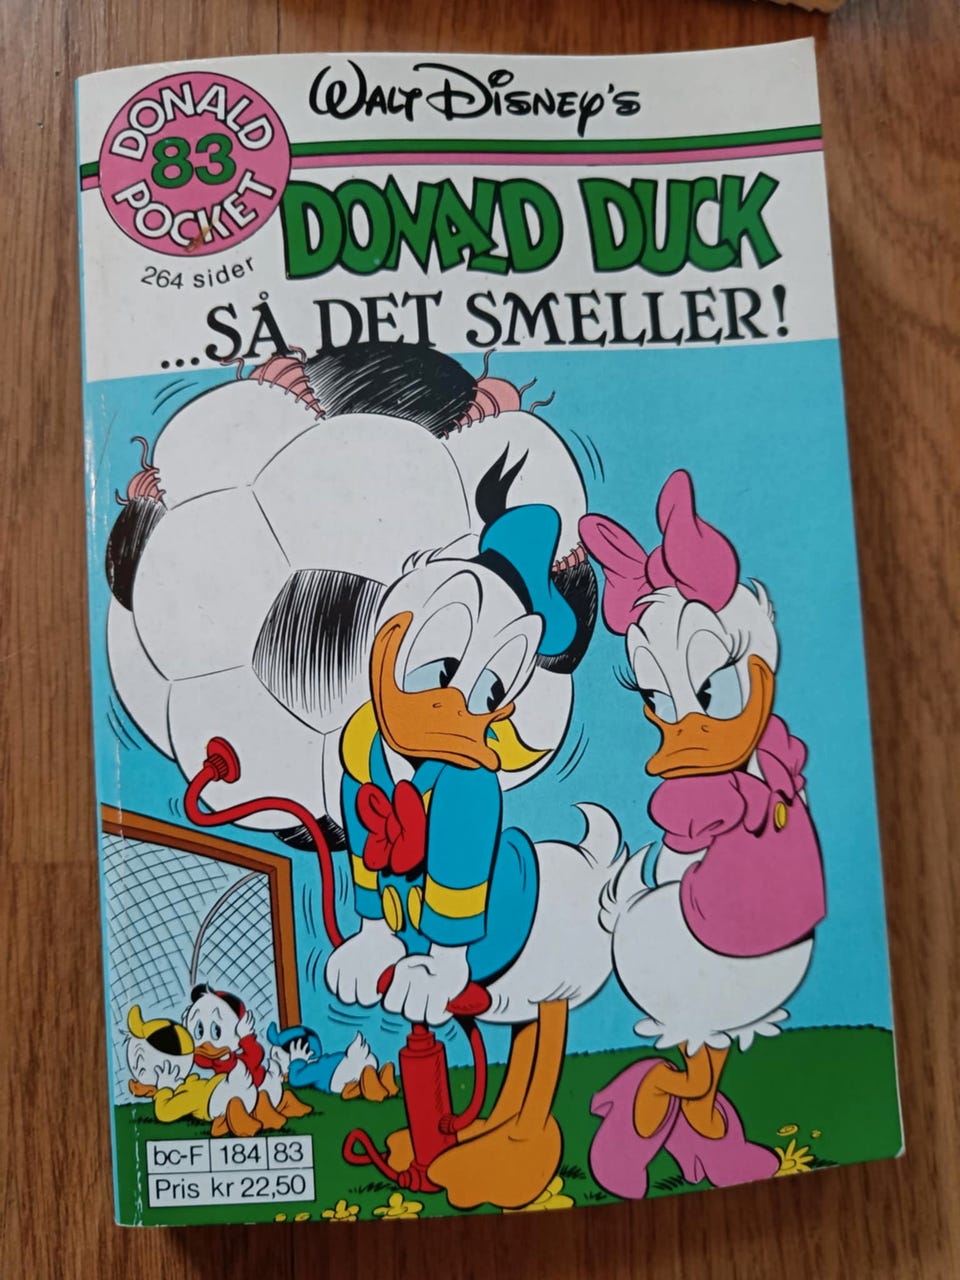 DONALD
83
POCKET
264 sider
WALT DISNEY'S
DONALD DUCK
...SÅ DET SMELLER!
bc-F 184 83
Pris kr 22,50